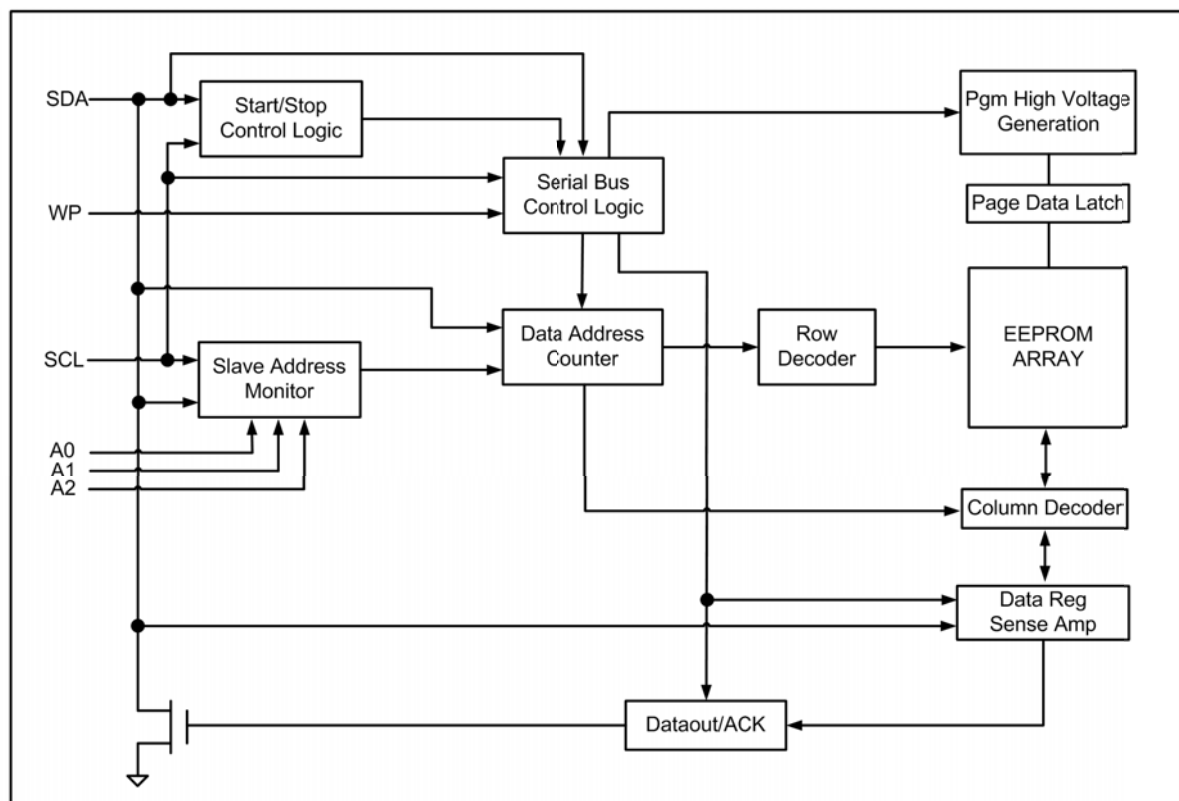 SDA
Start/Stop
Control Logic
Pgm High Voltage
Generation
Serial Bus
Control Logic
WP
Page Data Latch
Data Address
Counter
Row
Decoder
EEPROM
ARRAY
SCL
Slave Address
Monitor
A0
A1
A2
Column Decoder
Data Reg
Sense Amp
Dataout/ACK